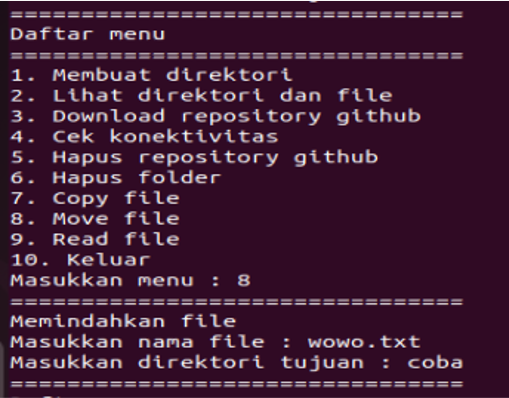 ================================
Daftar menu
================================
1. Membuat direktori
2. Lihat direktori dan file
3. Download repository github
4. Cek konektivitas
5. Hapus repository github
6. Hapus folder
7. Copy file
8. Move file
9. Read file
10. Keluar
Masukkan menu : 8
================================
Memindahkan file
Masukkan nama file : wowo.txt
Masukkan direktori tujuan : coba
================================